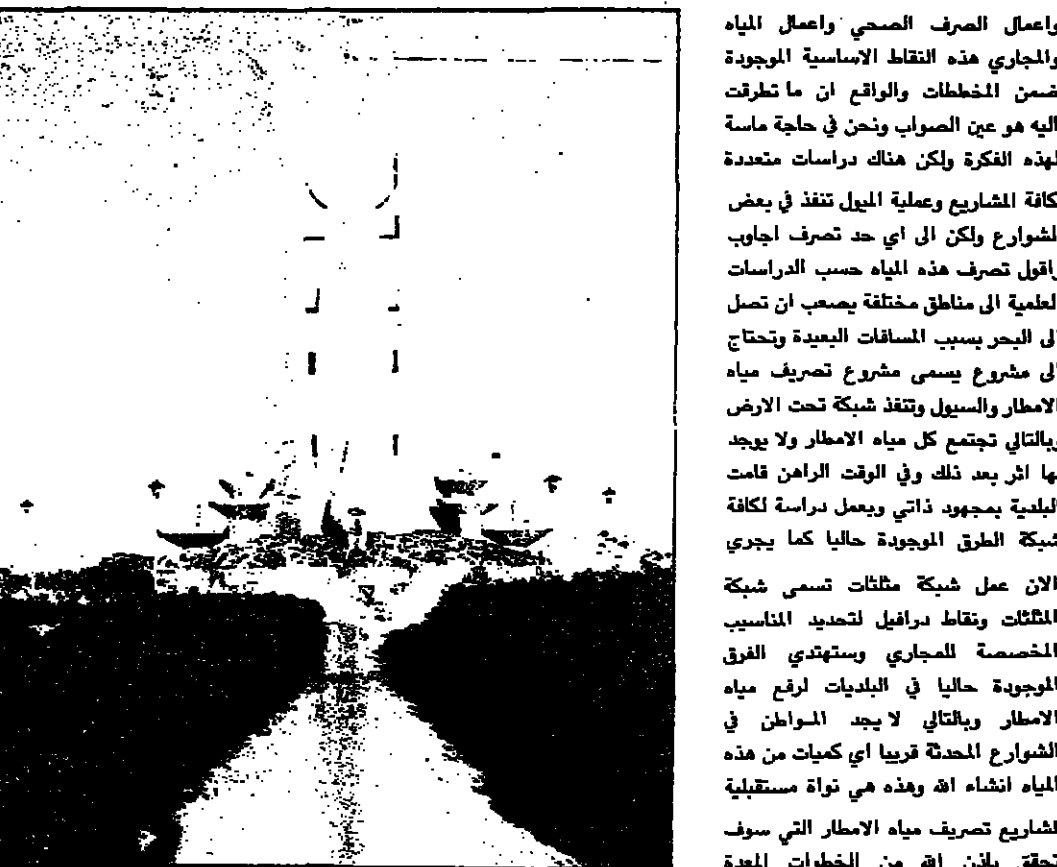 واعمال الصرف الصحي واعمال المياه
والمجاري هذه النقاط الاساسية الموجودة
ضمن المخططات والواقع ان ما تطرقت
اليه هو عين الصواب ونحن في حاجة ماسة
لهذه الفكرة ولكن هناك دراسات متعددة
لكافة المشاريع وعملية الميول تنفذ في بعض
الشوارع ولكن الى اي حد تصرف اجاوب
واقول تصرف هذه المياه حسب الدراسات
العلمية الى مناطق مختلفة يصعب ان تصل
الى البحر بسبب المسافات البعيدة وتحتاج
الى مشروع يسمى مشروع تصريف مياه
الامطار والسيول وتنفذ شبكة تحت الارض
وبالتالي تجتمع كل مياه الامطار ولا يوجد
لها اثر بعد ذلك وفي الوقت الراهن قامت
البلدية بمجهود ذاتي وبعمل دراسة لكافة
شبكة الطرق الموجودة حاليا كما يجري
الان عمل شبكة مثلثات تسمى شبكة
المثلثات ونقاط درافيل لتحديد المناسيب
المخصصة للمجاري وستهتدي الفرق
الموجودة حاليا في البلديات لرفع مياه
الامطار وبالتالي لا يجد المواطن في
الشوارع المحدثة قريبا اي كميات من هذه
المياه انشاء الله وهذه هي نواة مستقبلية
لمشاريع تصريف مياه الامطار التي سوف
تحقق باذن الله من الخطوات المعدة